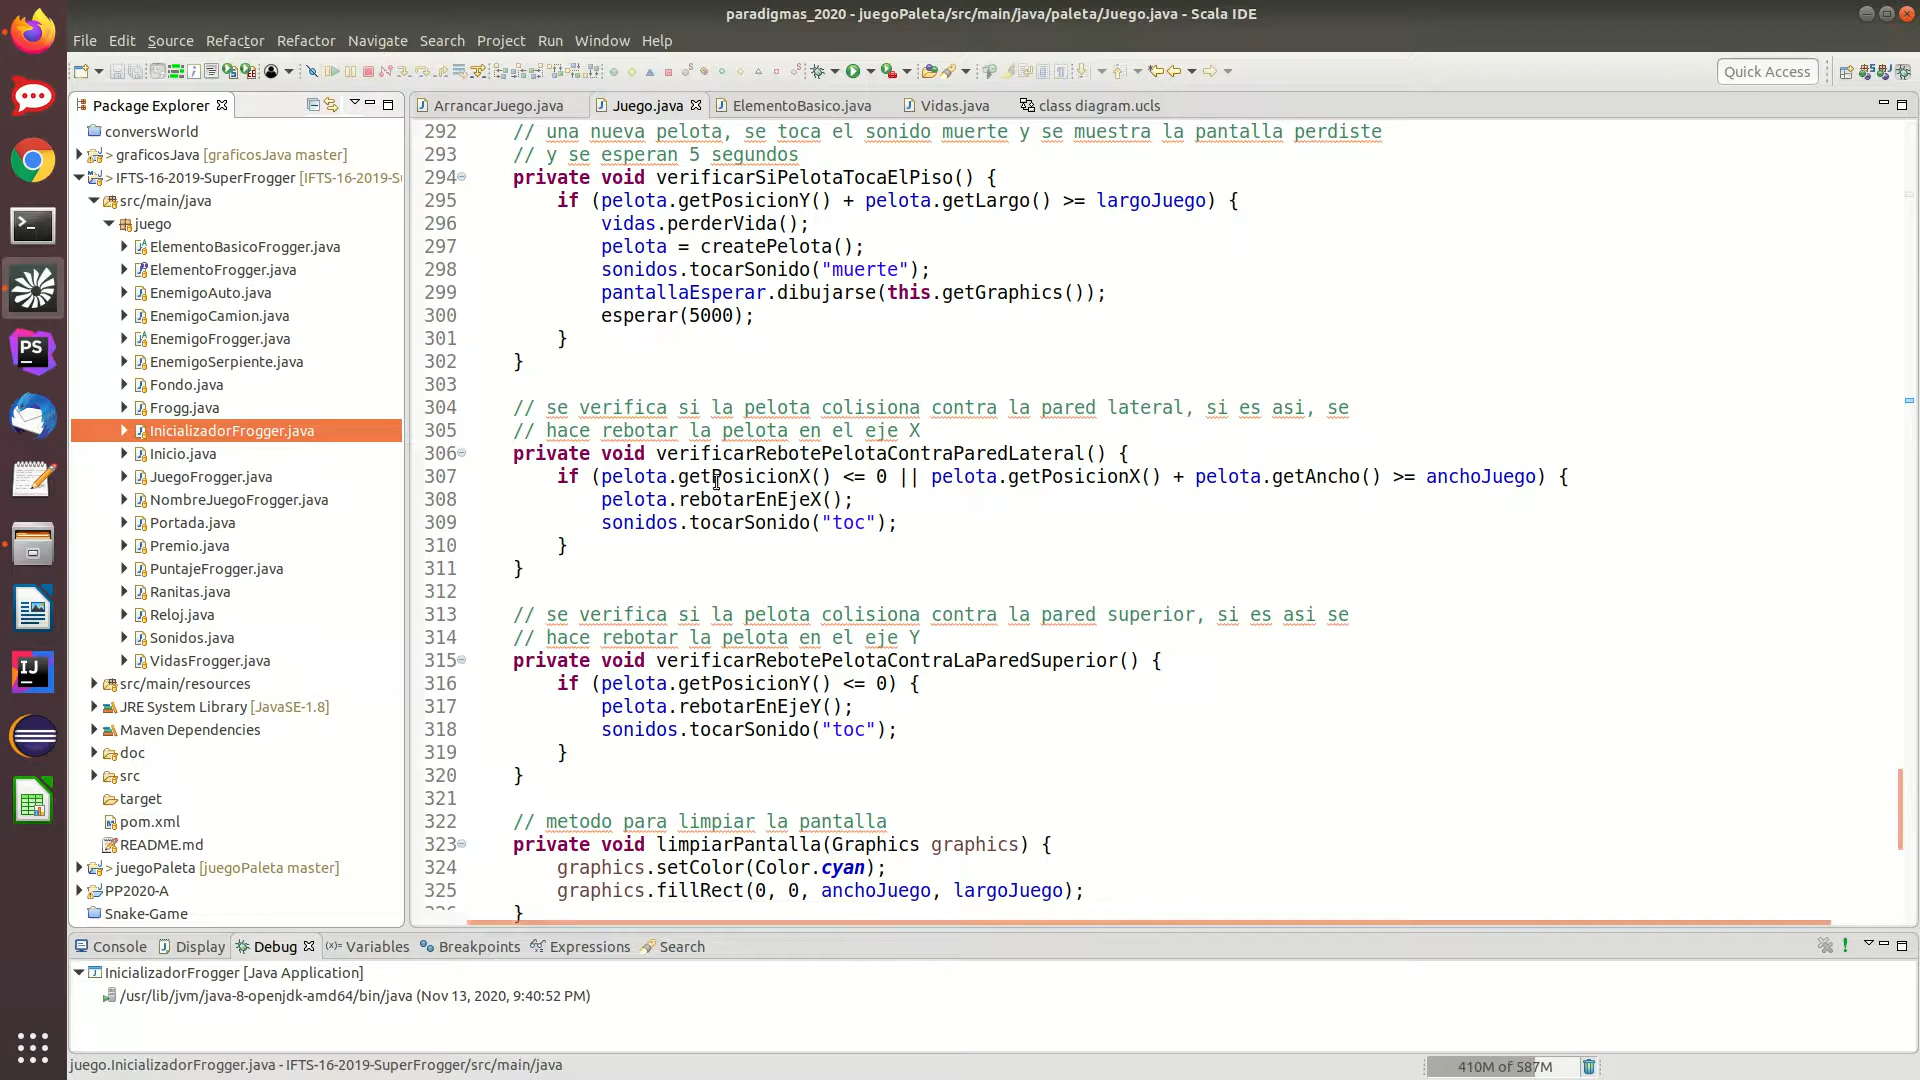 paradigmas_2020 - juegoPaleta/src/main/java/paleta/Juego.java - Scala IDE
File Edit Source Refactor Refactor Navigate Search Project Run Window Help
Quick Access
Package Explorer
conversWorld
> graficosJava [graficosJava master]
> IFTS-16-2019-SuperFrogger [IFTS-16-2019-S
src/main/java
juego
ElementoBasicoFrogger.java
ElementoFrogger.java
EnemigoAuto.java
EnemigoCamion.java
EnemigoFrogger.java
EnemigoSerpiente.java
Fondo.java
Frogg.java
InicializadorFrogger.java
Inicio.java
JuegoFrogger.java
NombreJuegoFrogger.java
Portada.java
Premio.java
PuntajeFrogger.java
Ranitas.java
Reloj.java
Sonidos.java
VidasFrogger.java
src/main/resources
JRE System Library [JavaSE-1.8]
Maven Dependencies
doc
src
target
pom.xml
README.md
> juegoPaleta [juegoPaleta master]
PP2020-A
Snake-Game
ArrancarJuego.java Juego.java ElementoBasico.java Vidas.java class diagram.ucls
292 // una nueva pelota, se toca el sonido muerte y se muestra la pantalla perdiste
293 // y se esperan 5 segundos
294 private void verificarSiPelotaTocaElPiso() {
295 if (pelota.getPosicionY() + pelota.getLargo() >= largoJuego) {
296 vidas.perderVida();
297 pelota = createPelota();
298 sonidos.tocarSonido("muerte");
299 pantallaEsperar.dibujarse(this.getGraphics());
300 esperar(5000);
301 }
302 }
303
304 // se verifica si la pelota colisiona contra la pared lateral, si es asi, se
305 // hace rebotar la pelota en el eje X
306 private void verificarRebotePelotaContraParedLateral() {
307 if (pelota.getPosicionX() <= 0 || pelota.getPosicionX() + pelota.getAncho() >= anchoJuego) {
308 pelota.rebotarEnEjeX();
309 sonidos.tocarSonido("toc");
310 }
311 }
312
313 // se verifica si la pelota colisiona contra la pared superior, si es asi se
314 // hace rebotar la pelota en el eje Y
315 private void verificarRebotePelotaContraLaParedSuperior() {
316 if (pelota.getPosicionY() <= 0) {
317 pelota.rebotarEnEjeY();
318 sonidos.tocarSonido("toc");
319 }
320 }
321
322 // metodo para limpiar la pantalla
323 private void limpiarPantalla(Graphics graphics) {
324 graphics.setColor(Color.cyan);
325 graphics.fillRect(0, 0, anchoJuego, largoJuego);
}
Console Display Debug Variables Breakpoints Expressions Search
InicializadorFrogger [Java Application]
/usr/lib/jvm/java-8-openjdk-amd64/bin/java (Nov 13, 2020, 9:40:52 PM)
juego.InicializadorFrogger.java - IFTS-16-2019-SuperFrogger/src/main/java
410M of 587M
PS
IJ